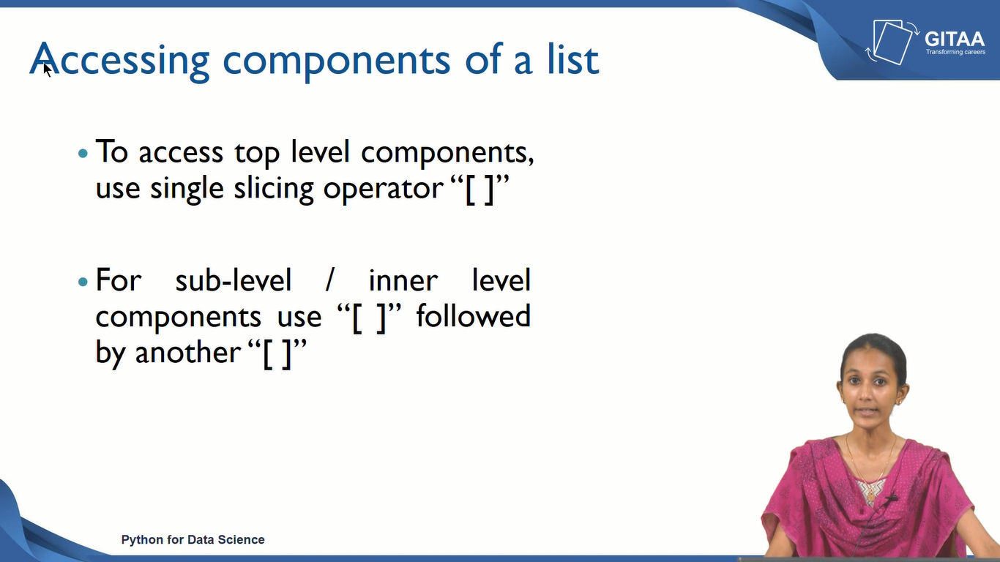 Accessing components of a list
GITAA
Transforming careers
• To access top level components,
use single slicing operator “[ ]”
• For sub-level / inner level
components use “[ ]” followed
by another “[ ]”
Python for Data Science